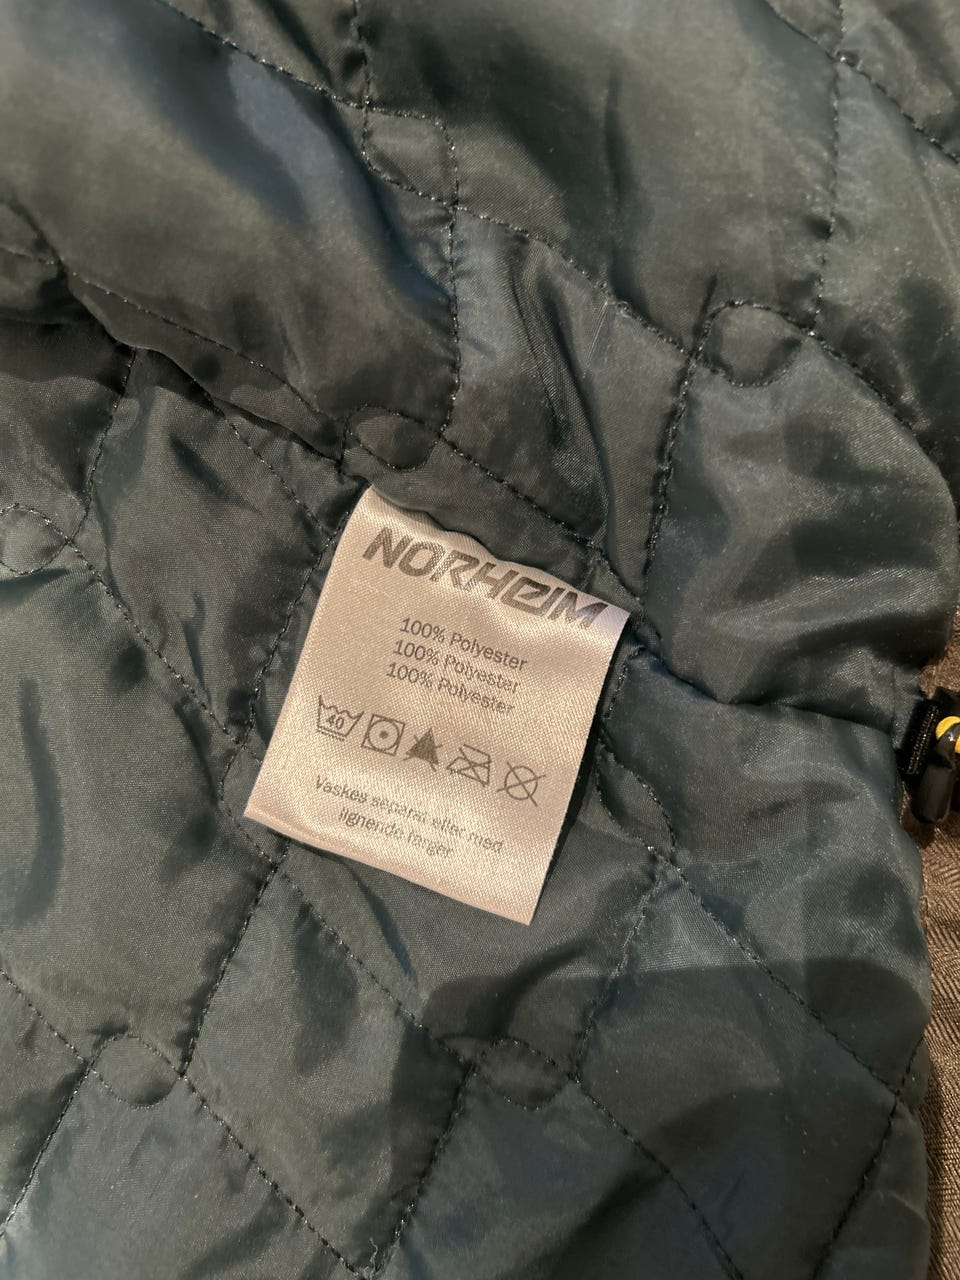 NORHEIM
100% Polyester
100% Polyester
100% Polyester
40
Vaskes separat eller med
lignende farger